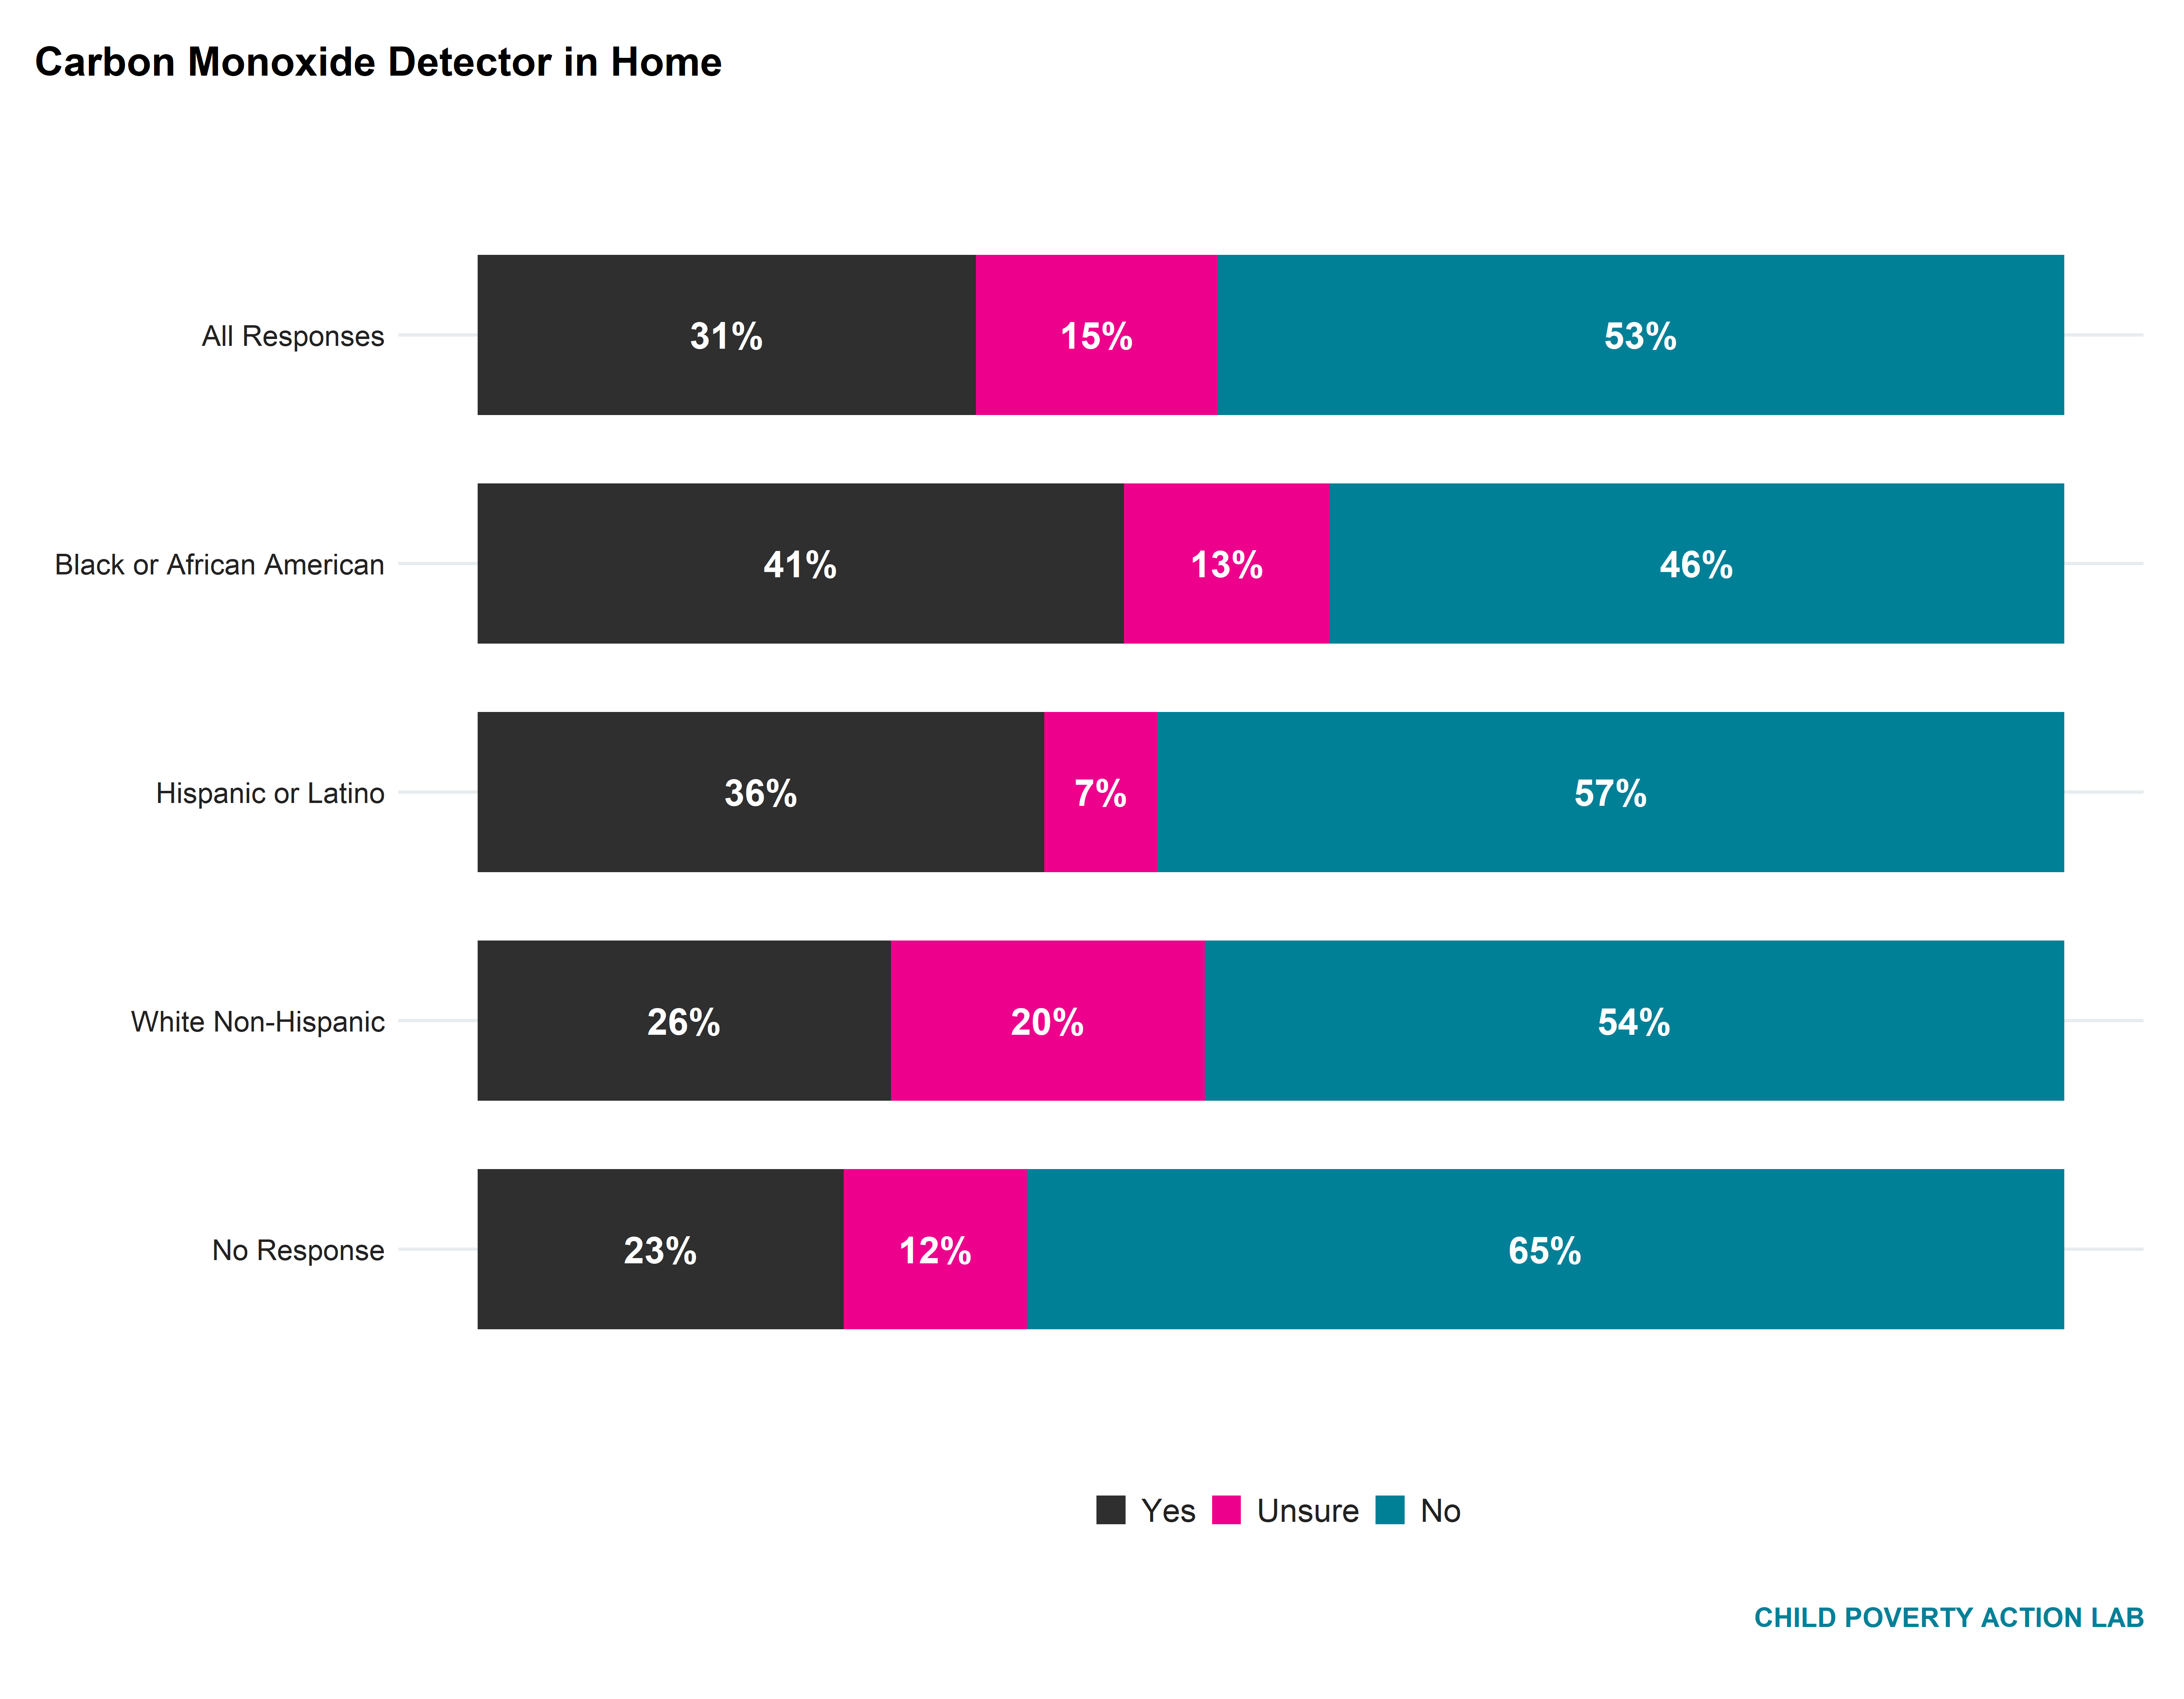 Carbon Monoxide Detector in Home
All Responses 31% 15% 53%
Black or African American 41% 13% 46%
Hispanic or Latino 36% 7% 57%
White Non-Hispanic 26% 20% 54%
No Response 23% 12% 65%
Yes Unsure No
CHILD POVERTY ACTION LAB